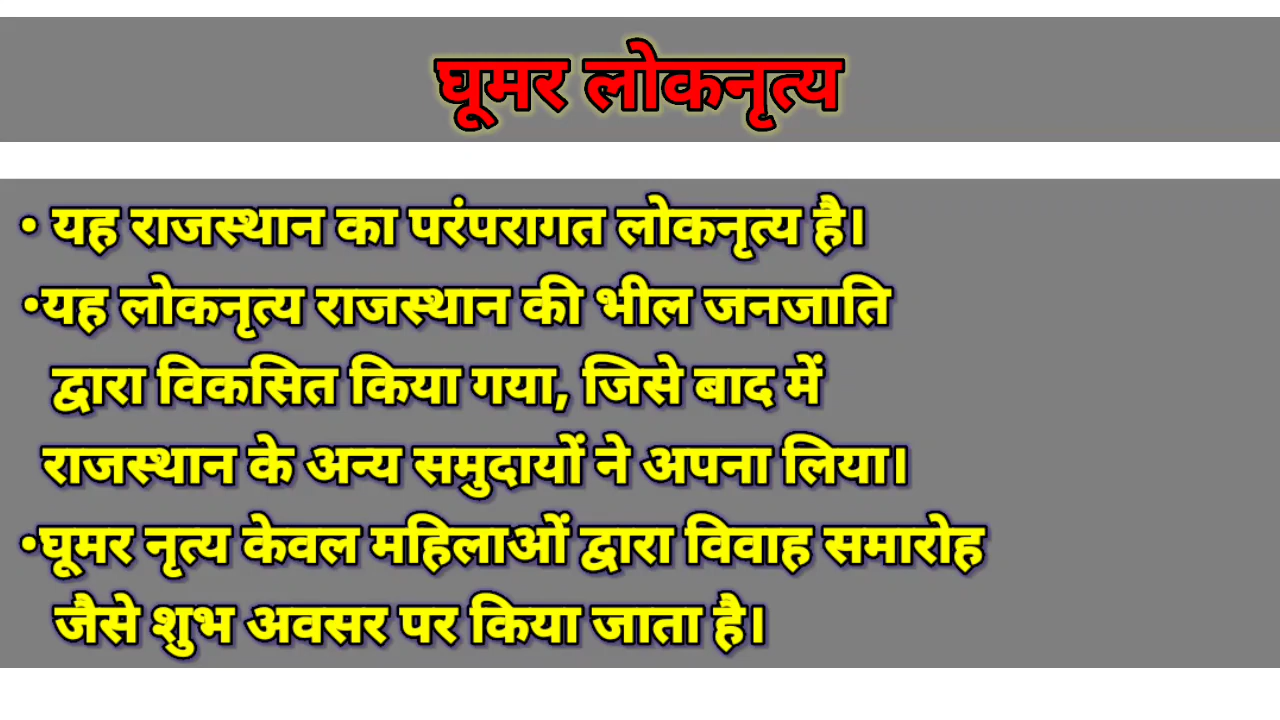 घूमर लोकनृत्य
• यह राजस्थान का परंपरागत लोकनृत्य है।
•यह लोकनृत्य राजस्थान की भील जनजाति
द्वारा विकसित किया गया, जिसे बाद में
राजस्थान के अन्य समुदायों ने अपना लिया।
•घूमर नृत्य केवल महिलाओं द्वारा विवाह समारोह
जैसे शुभ अवसर पर किया जाता है।